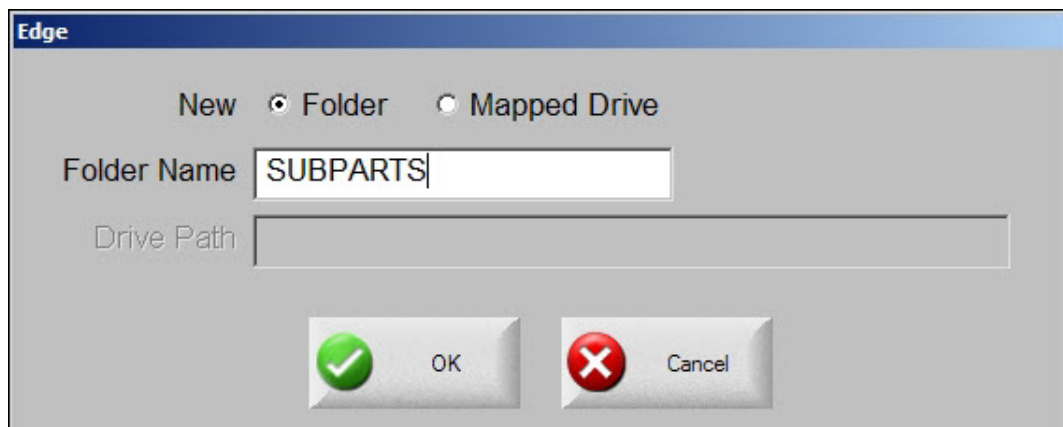 Edge
New Folder Mapped Drive
Folder Name SUBPARTS
Drive Path
OK Cancel